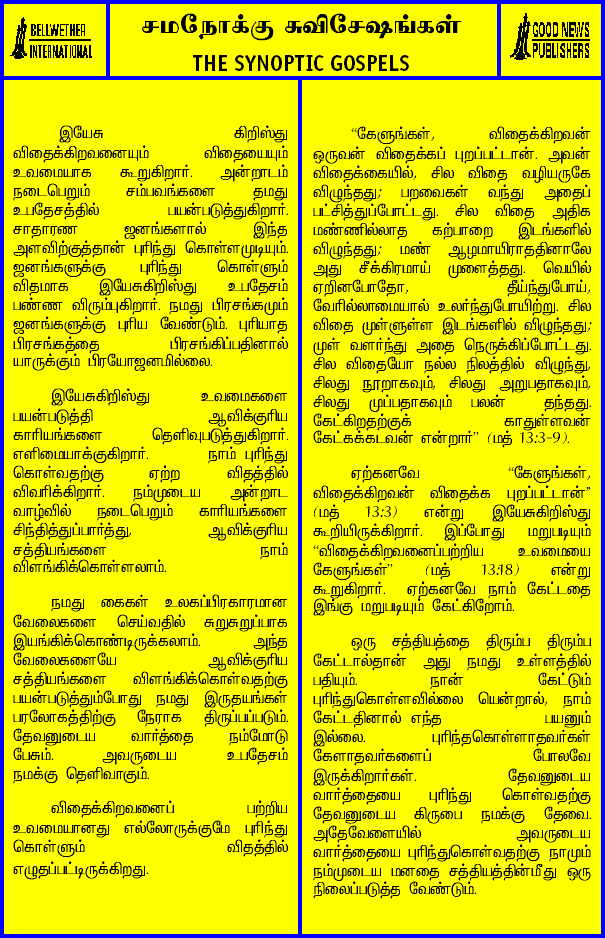 BELLWETHER
INTERNATIONAL
சமநோக்கு சுவிசேஷங்கள்
THE SYNOPTIC GOSPELS
GOOD NEWS
PUBLISHERS
இயேசு கிறிஸ்து
விதைக்கிறவனையும் விதையையும்
உவமையாக கூறுகிறார். அன்றாடம்
நடைபெறும் சம்பவங்களை தமது
உபதேசத்தில் பயன்படுத்துகிறார்.
சாதாரண ஜனங்களால் இந்த
அளவிற்குத்தான் புரிந்து கொள்ளமுடியும்.
ஜனங்களுக்கு புரிந்து கொள்ளும்
விதமாக இயேசுகிறிஸ்து உபதேசம்
பண்ண விரும்புகிறார். நமது பிரசங்கமும்
ஜனங்களுக்கு புரிய வேண்டும். புரியாத
பிரசங்கத்தை பிரசங்கிப்பதினால்
யாருக்கும் பிரயோஜனமில்லை.
இயேசுகிறிஸ்து உவமைகளை
பயன்படுத்தி ஆவிக்குரிய
காரியங்களை தெளிவுபடுத்துகிறார்.
எளிமையாக்குகிறார். நாம் புரிந்து
கொள்வதற்கு ஏற்ற விதத்தில்
விவரிக்கிறார். நம்முடைய அன்றாட
வாழ்வில் நடைபெறும் காரியங்களை
சிந்தித்துப்பார்த்து, ஆவிக்குரிய
சத்தியங்களை நாம்
விளங்கிக்கொள்ளலாம்.
நமது கைகள் உலகப்பிரகாரமான
வேலைகளை செய்வதில் சுறுசுறுப்பாக
இயங்கிக்கொண்டிருக்கலாம். அந்த
வேலைகளையே ஆவிக்குரிய
சத்தியங்களை விளங்கிக்கொள்வதற்கு
பயன்படுத்தும்போது நமது இருதயங்கள்
பரலோகத்திற்கு நேராக திருப்பப்படும்.
தேவனுடைய வார்த்தை நம்மோடு
பேசும். அவருடைய உபதேசம்
நமக்கு தெளிவாகும்.
விதைக்கிறவனைப் பற்றிய
உவமையானது எல்லோருக்குமே புரிந்து
கொள்ளும் விதத்தில்
எழுதப்பட்டிருக்கிறது.
“கேளுங்கள், விதைக்கிறவன்
ஒருவன் விதைக்கப் புறப்பட்டான். அவன்
விதைக்கையில், சில விதை வழியருகே
விழுந்தது; பறவைகள் வந்து அதைப்
பட்சித்துப்போட்டது. சில விதை அதிக
மண்ணில்லாத கற்பாறை இடங்களில்
விழுந்தது; மண் ஆழமாயிராததினாலே
அது சீக்கிரமாய் முளைத்தது. வெயில்
ஏறினபோதோ, தீய்ந்துபோய்,
வேரில்லாமையால் உலர்ந்துபோயிற்று. சில
விதை முள்ளுள்ள இடங்களில் விழுந்தது;
முள் வளர்ந்து அதை நெருக்கிப்போட்டது.
சில விதையோ நல்ல நிலத்தில் விழுந்து,
சிலது நூறாகவும், சிலது அறுபதாகவும்,
சிலது முப்பதாகவும் பலன் தந்தது.
கேட்கிறதற்குக் காதுள்ளவன்
கேட்கக்கடவன் என்றார்” (மத் 13:3-9).
ஏற்கனவே “கேளுங்கள்,
விதைக்கிறவன் விதைக்க புறப்பட்டான்”
(மத் 13:3) என்று இயேசுகிறிஸ்து
கூறியிருக்கிறார். இப்போது மறுபடியும்
“விதைக்கிறவனைப்பற்றிய உவமையை
கேளுங்கள்” (மத் 13:18) என்று
கூறுகிறார். ஏற்கனவே நாம் கேட்டதை
இங்கு மறுபடியும் கேட்கிறோம்.
ஒரு சத்தியத்தை திரும்ப திரும்ப
கேட்டால்தான் அது நமது உள்ளத்தில்
பதியும். நான் கேட்டும்
புரிந்துகொள்ளவில்லை யென்றால், நாம்
கேட்டதினால் எந்த பயனும்
இல்லை. புரிந்தகொள்ளாதவர்கள்
கேளாதவர்களைப் போலவே
இருக்கிறார்கள். தேவனுடைய
வார்த்தையை புரிந்து கொள்வதற்கு
தேவனுடைய கிருபை நமக்கு தேவை.
அதேவேளையில் அவருடைய
வார்த்தையை புரிந்துகொள்வதற்கு நாமும்
நம்முடைய மனதை சத்தியத்தின்மீது ஒரு
நிலைப்படுத்த வேண்டும்.